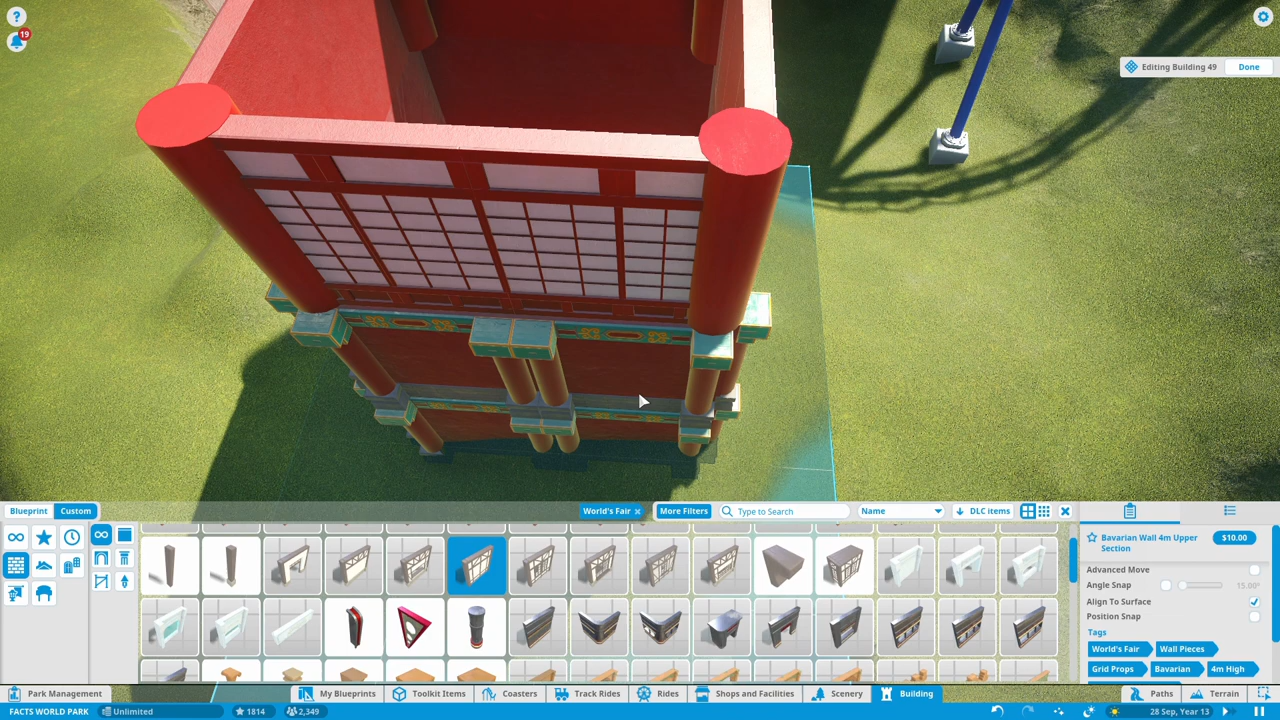 ?
19
Editing Building 49
Done
Blueprint
Custom
World's Fair ×
More Filters
Type to Search
Name
DLC items
Bavarian Wall 4m Upper
Section
$10.00
Advanced Move
Angle Snap
15.00°
Align To Surface
Position Snap
Tags
World's Fair
Wall Pieces
Grid Props
Bavarian
4m High
Park Management
My Blueprints
Toolkit Items
Coasters
Track Rides
Rides
Shops and Facilities
Scenery
Building
Paths
Terrain
FACTS WORLD PARK
Unlimited
1814
2,349
28 Sep, Year 13